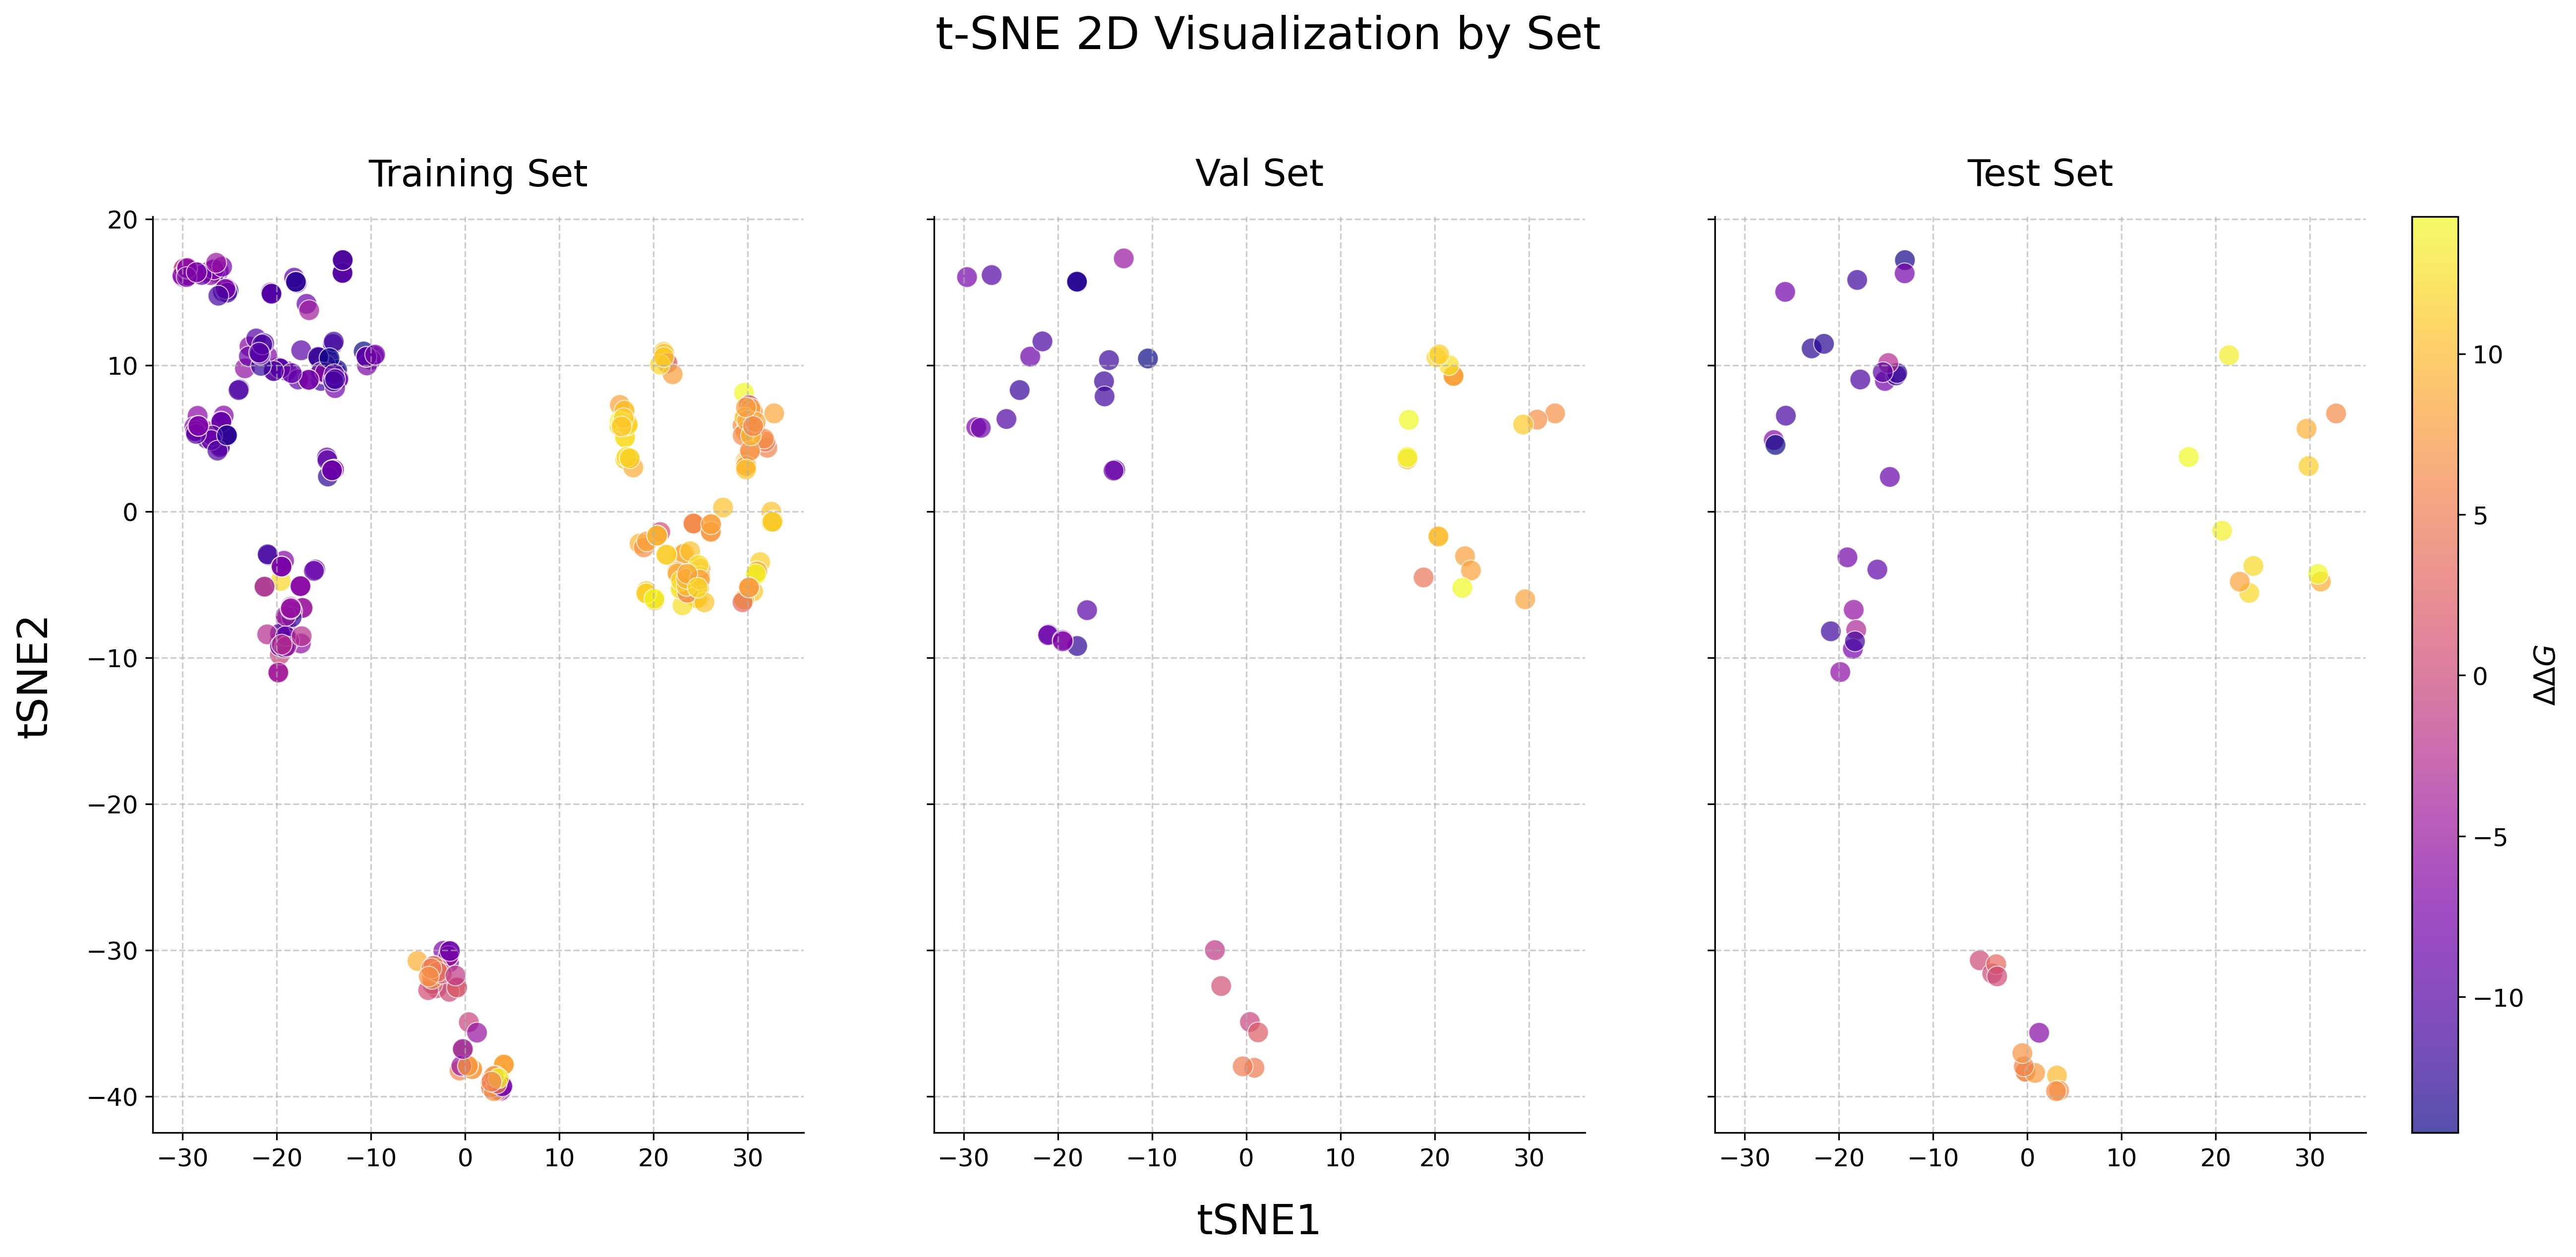 t-SNE 2D Visualization by Set
Training Set
Val Set
Test Set
20
10
0
−10
−20
−30
−40
tSNE2
−30 −20 −10 0 10 20 30
−30 −20 −10 0 10 20 30
−30 −20 −10 0 10 20 30
tSNE1
10
5
0
−5
−10
ΔΔG